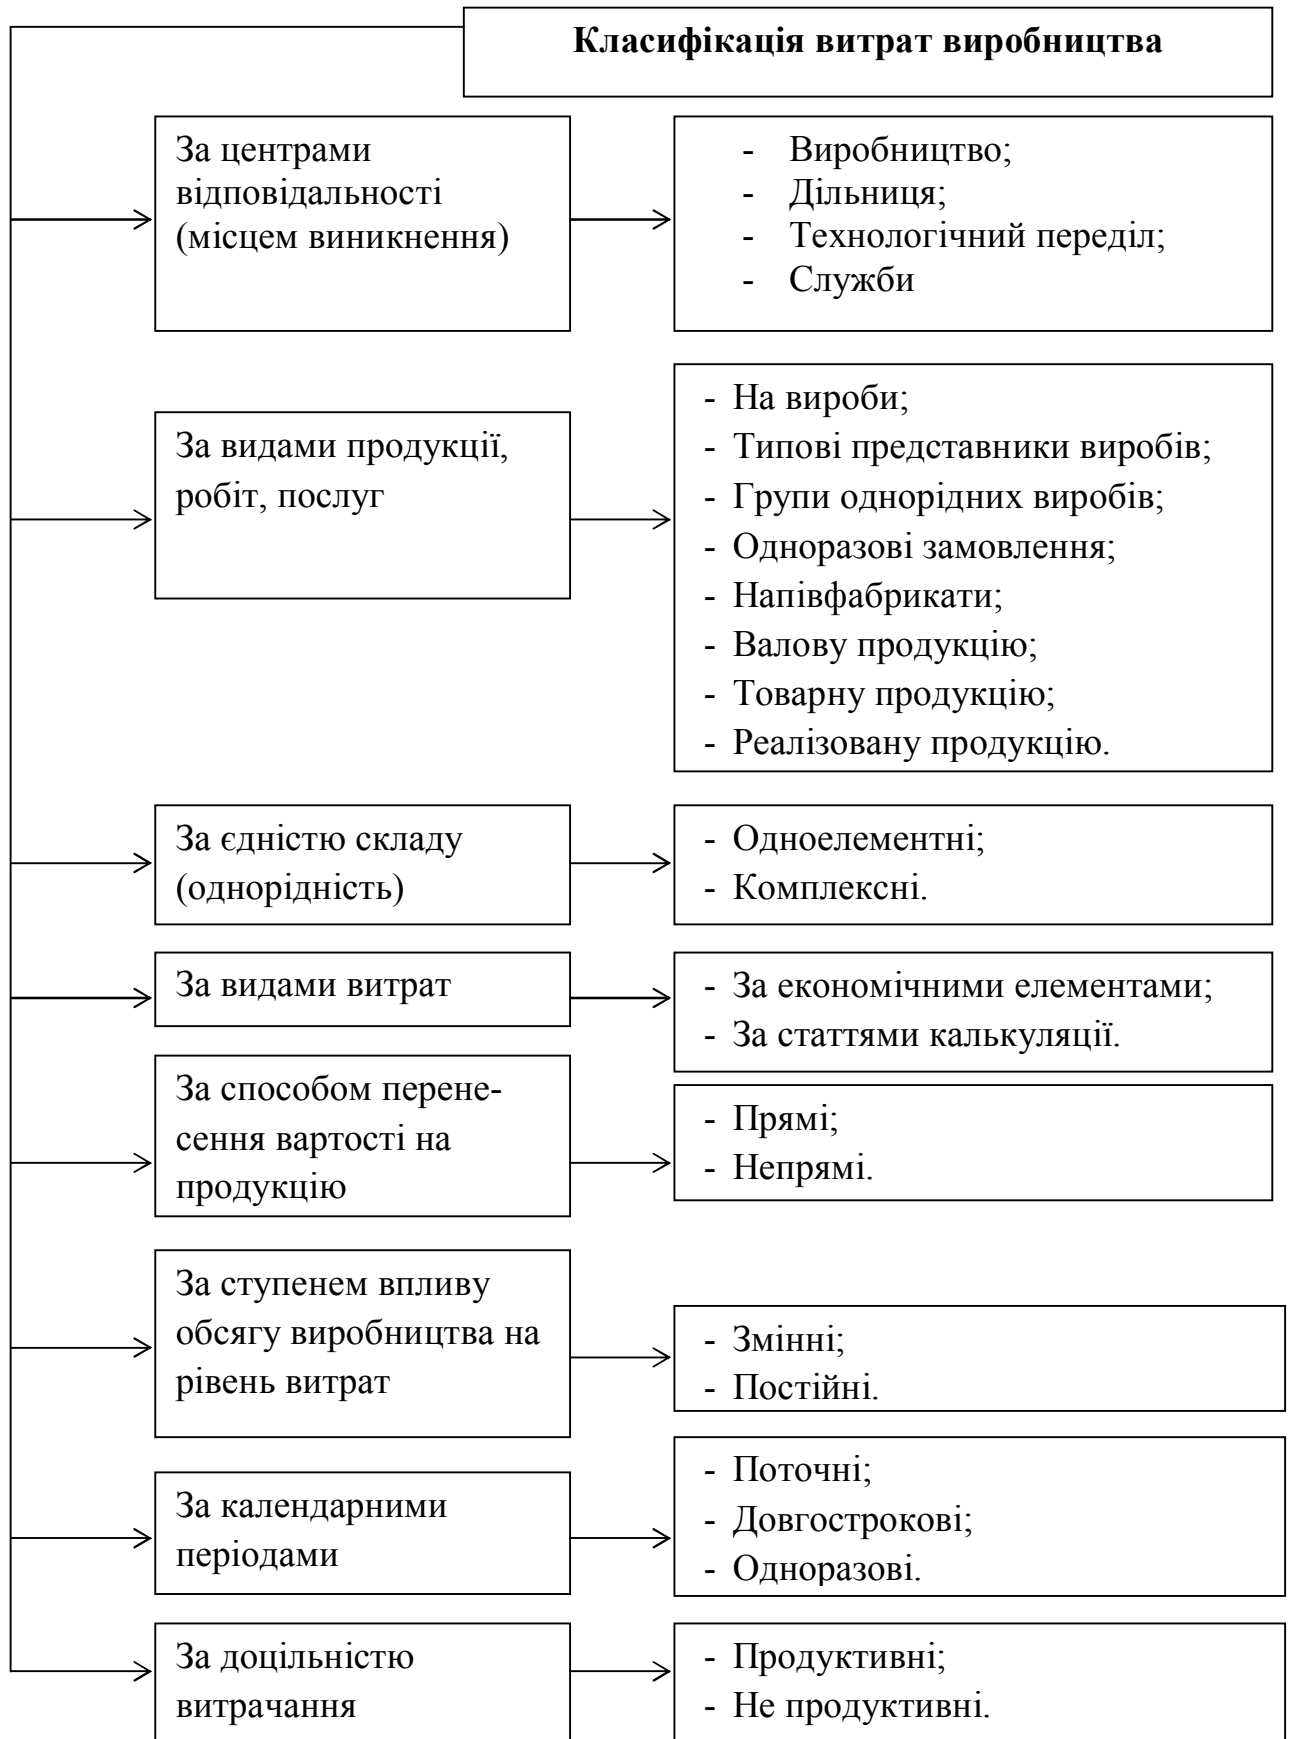 Класифікація витрат виробництва
За центрами
відповідальності
(місцем виникнення)
- Виробництво;
- Дільниця;
- Технологічний переділ;
- Служби
За видами продукції,
робіт, послуг
- На вироби;
- Типові представники виробів;
- Групи однорідних виробів;
- Одноразові замовлення;
- Напівфабрикати;
- Валову продукцію;
- Товарну продукцію;
- Реалізовану продукцію.
За єдністю складу
(однорідність)
- Одноелементні;
- Комплексні.
За видами витрат
- За економічними елементами;
- За статтями калькуляції.
За способом перене-
сення вартості на
продукцію
- Прямі;
- Непрямі.
За ступенем впливу
обсягу виробництва на
рівень витрат
- Змінні;
- Постійні.
За календарними
періодами
- Поточні;
- Довгострокові;
- Одноразові.
За доцільністю
витрачання
- Продуктивні;
- Не продуктивні.